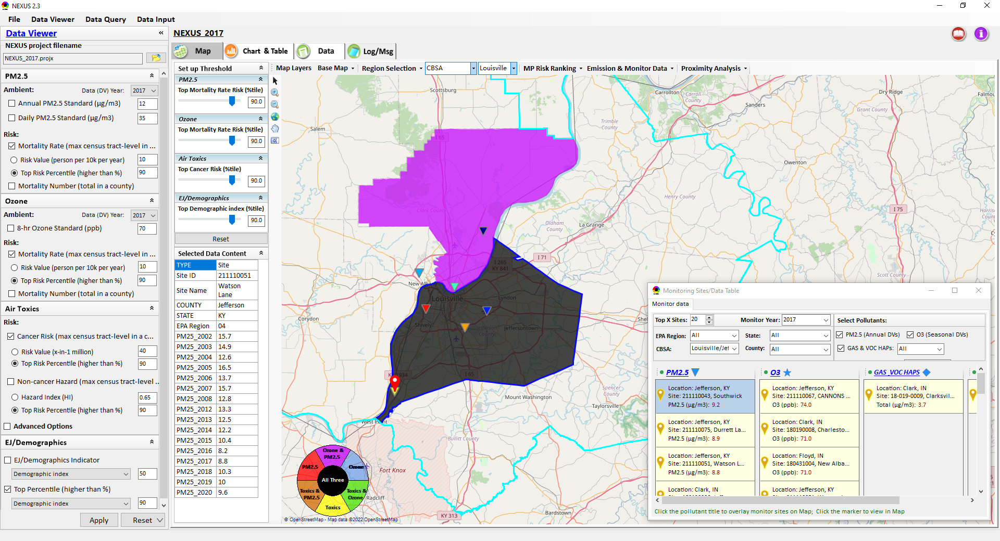 NEXUS 2.3
File Data Viewer Data Query Data Input
Data Viewer
NEXUS project filename
NEXUS_2017.projx
PM2.5
Ambient: Data (DV) Year: 2017
Annual PM2.5 Standard (µg/m3) 12
Daily PM2.5 Standard (µg/m3) 35
Risk:
Mortality Rate (max census tract-level in ...
Risk Value (person per 10k per year) 10
Top Risk Percentile (higher than %) 90
Mortality Number (total in a county)
Ozone
Ambient: Data (DV) Year: 2017
8-hr Ozone Standard (ppb) 70
Risk:
Mortality Rate (max census tract-level in ...
Risk Value (person per 10k per year) 10
Top Risk Percentile (higher than %) 90
Mortality Number (total in a county)
Air Toxics
Risk:
Cancer Risk (max census tract-level in a c...
Risk Value (x-in-1 million) 40
Top Risk Percentile (higher than %) 90
Non-cancer Hazard (max census tract-level ..
Hazard Index (HI) 0.65
Top Risk Percentile (higher than %) 90
Advanced Options
EJ/Demographics
EJ/Demographics Indicator
Demographic index 50
Top Percentile (higher than %)
Demographic index 90
Apply Reset
NEXUS_2017
Map Chart & Table Data Log/Msg
Set up Threshold
PM2.5
Top Mortality Rate Risk (%tile)
90.0
Ozone
Top Mortality Rate Risk (%tile)
90.0
Air Toxics
Top Cancer Risk (%tile)
90.0
EJ/Demographics
Top Demographic index (%tile)
90.0
Reset
Selected Data Content
TYPE Site
Site ID 211110051
Site Name Watson Lane
COUNTY Jefferson
STATE KY
EPA Region 04
PM25_2002 15.7
PM25_2003 14.9
PM25_2004 12.6
PM25_2005 16.5
PM25_2006 13.7
PM25_2007 15.7
PM25_2008 12.8
PM25_2012 13.3
PM25_2013 12.5
PM25_2014 12.2
PM25_2015 10.4
PM25_2016 8.2
PM25_2017 8.8
PM25_2018 10.3
PM25_2019 10
PM25_2020 9.6
Map Layers Base Map Region Selection CBSA Louisville MP Risk Ranking Emission & Monitor Data Proximity Analysis
Scottsburg
Carrollton
Carroll County
Dry Ridge
Falmou
Sanders
Grant County
Trimble County
Salem
I 65
Owenton
Henry County
I 75
Clark County
Oldham County
La Grange
I 71
I 265
KY 841
Scott County
New Albany
Louisville
Lyndon
Corydon
Shively
Jefferson County
Jeffersontown
KY 1934
I 65
Spencer County
Mount Washington
Taylorsville
West Point
Bullitt County
Fort Knox
Radcliff
KY 313
Bardstown
Ozone & PM2.5
PM2.5
Ozone
All Three
Toxics & PM2.5
Toxics & Ozone
Toxics
© OpenStreetMap - Map data ©2022 OpenStreetMap
Monitoring Sites/Data Table
Monitor data
Top X Sites: 20 Monitor Year: 2017 Select Pollutants:
EPA Region: All State: All PM2.5 (Annual DVs) O3 (Seasonal DVs)
CBSA: Louisville/Jef County: All GAS & VOC HAPs: All
PM2.5
Location: Jefferson, KY
Site: 211110043, Southwick
PM2.5 (µg/m3): 9.2
Location: Jefferson, KY
Site: 211110075, Durrett La...
PM2.5 (µg/m3): 8.9
Location: Jefferson, KY
Site: 211110051, Watson L...
PM2.5 (µg/m3): 8.8
Location: Clark, IN
O3
Location: Jefferson, KY
Site: 211110067, CANNONS ...
O3 (ppb): 74.0
Location: Clark, IN
Site: 180190008, Charlesto...
O3 (ppb): 71.0
Location: Floyd, IN
Site: 180431004, New Alba...
O3 (ppb): 71.0
Location: Jefferson, KY
GAS_VOC HAPS
Location: Clark, IN
Site: 18-019-0009, Clarksvil...
Total (µg/m3): 3.7
Click the pollutant title to overlay monitor sites on Map; Click the marker to view in Map